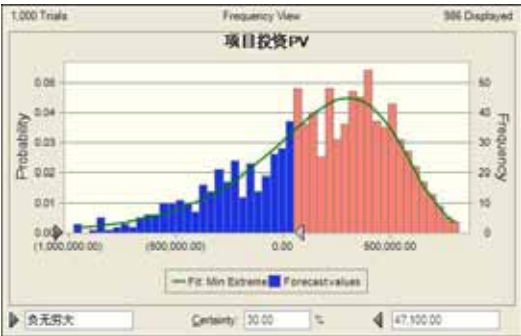 1,000 Trials Frequency View 986 Displayed
项目投资PV
0.05 50
0.04 40
0.03 30
0.02 20
0.01 10
0.00 0
Probability
Frequency
(1,000,000.00) (500,000.00) 0.00 500,000.00
Fit: Min Extreme Forecast values
负无穷大 Certainty: 30.00 % 47,100.00